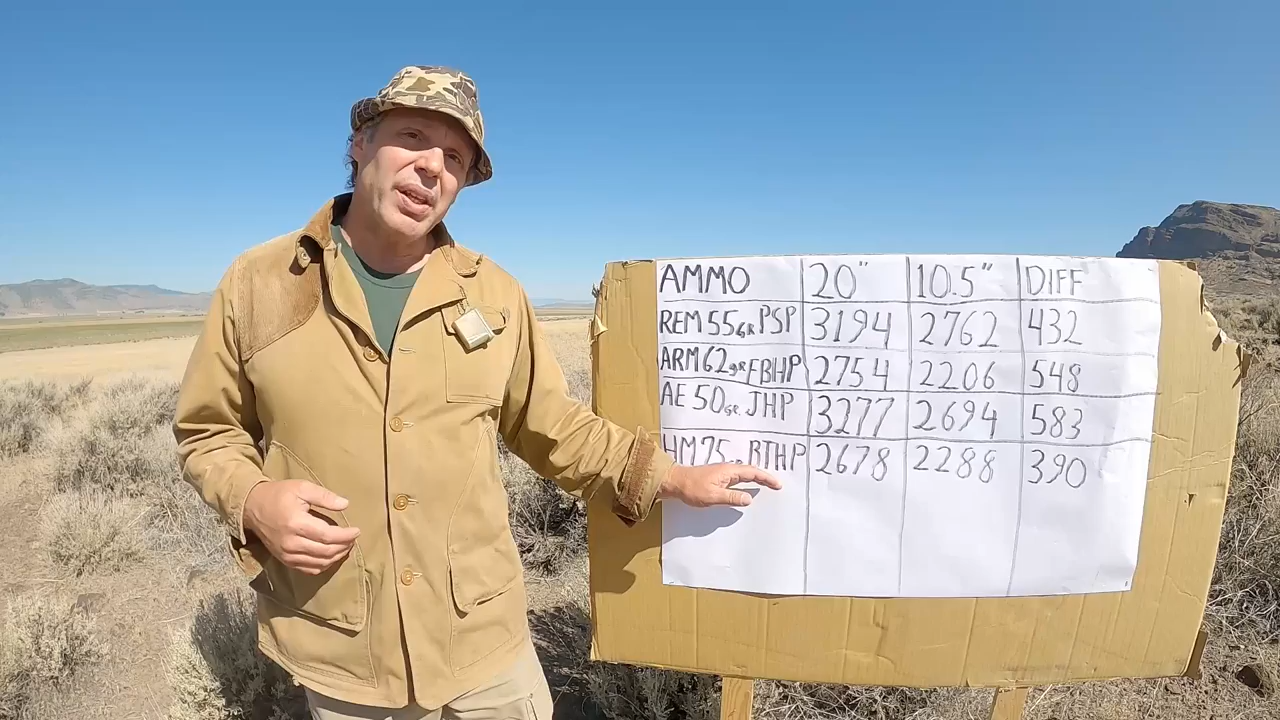 AMMO 20" 10.5" DIFF
REM 55GR PSP 3194 2762 432
ARM 62gR FBHP 2754 2206 548
AE 50GR. JHP 3277 2694 583
HM 75GR BTHP 2678 2288 390